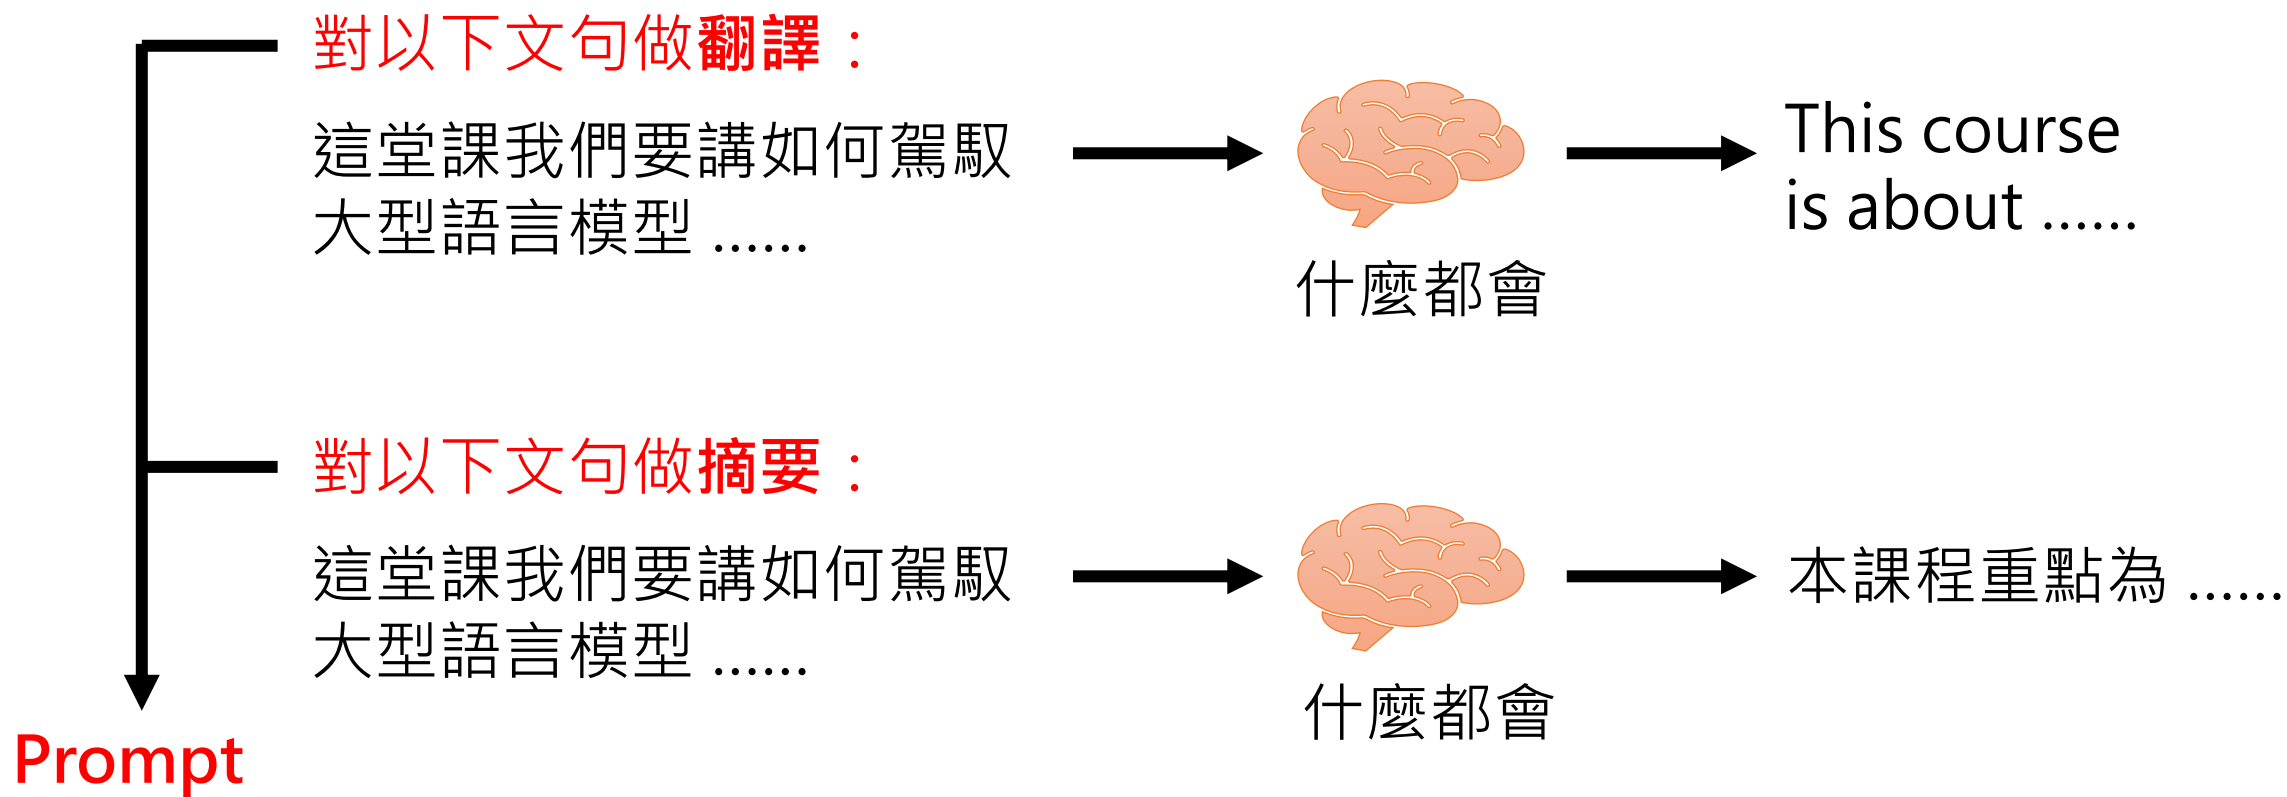 對以下文句做翻譯：
這堂課我們要講如何駕馭
大型語言模型 ......
什麼都會
This course
is about ......
對以下文句做摘要：
這堂課我們要講如何駕馭
大型語言模型 ......
什麼都會
本課程重點為 ......
Prompt